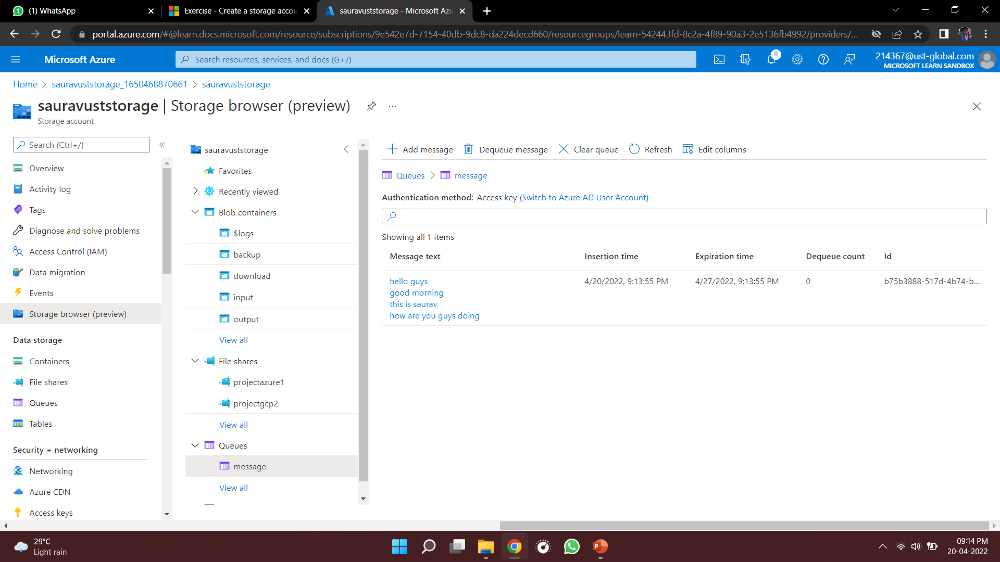 (1) WhatsApp
Exercise - Create a storage accou
sauravuststorage - Microsoft Azu
portal.azure.com/#@learn.docs.microsoft.com/resource/subscriptions/9e542e7d-7154-40db-9dc8-da224decd660/resourcegroups/learn-542443fd-8c2a-4f89-90a3-2e5136fb4992/providers/...
Microsoft Azure
Search resources, services, and docs (G+/)
8
214367@ust-global.com
MICROSOFT LEARN SANDBOX
Home > sauravuststorage_1650468870661 > sauravuststorage
sauravuststorage | Storage browser (preview)
...
Storage account
Search (Ctrl+/)
Overview
Activity log
Tags
Diagnose and solve problems
Access Control (IAM)
Data migration
Events
Storage browser (preview)
Data storage
Containers
File shares
Queues
Tables
Security + networking
Networking
Azure CDN
Access keys
sauravuststorage
Favorites
Recently viewed
Blob containers
$logs
backup
download
input
output
View all
File shares
projectazure1
projectgcp2
View all
Queues
message
View all
Add message
Dequeue message
Clear queue
Refresh
Edit columns
Queues > message
Authentication method: Access key (Switch to Azure AD User Account)
Showing all 1 items
Message text Insertion time Expiration time Dequeue count Id
hello guys 4/20/2022, 9:13:55 PM 4/27/2022, 9:13:55 PM 0 b75b3888-517d-4b74-b...
good morning
this is saurav
how are you guys doing
29°C
Light rain
09:14 PM
20-04-2022